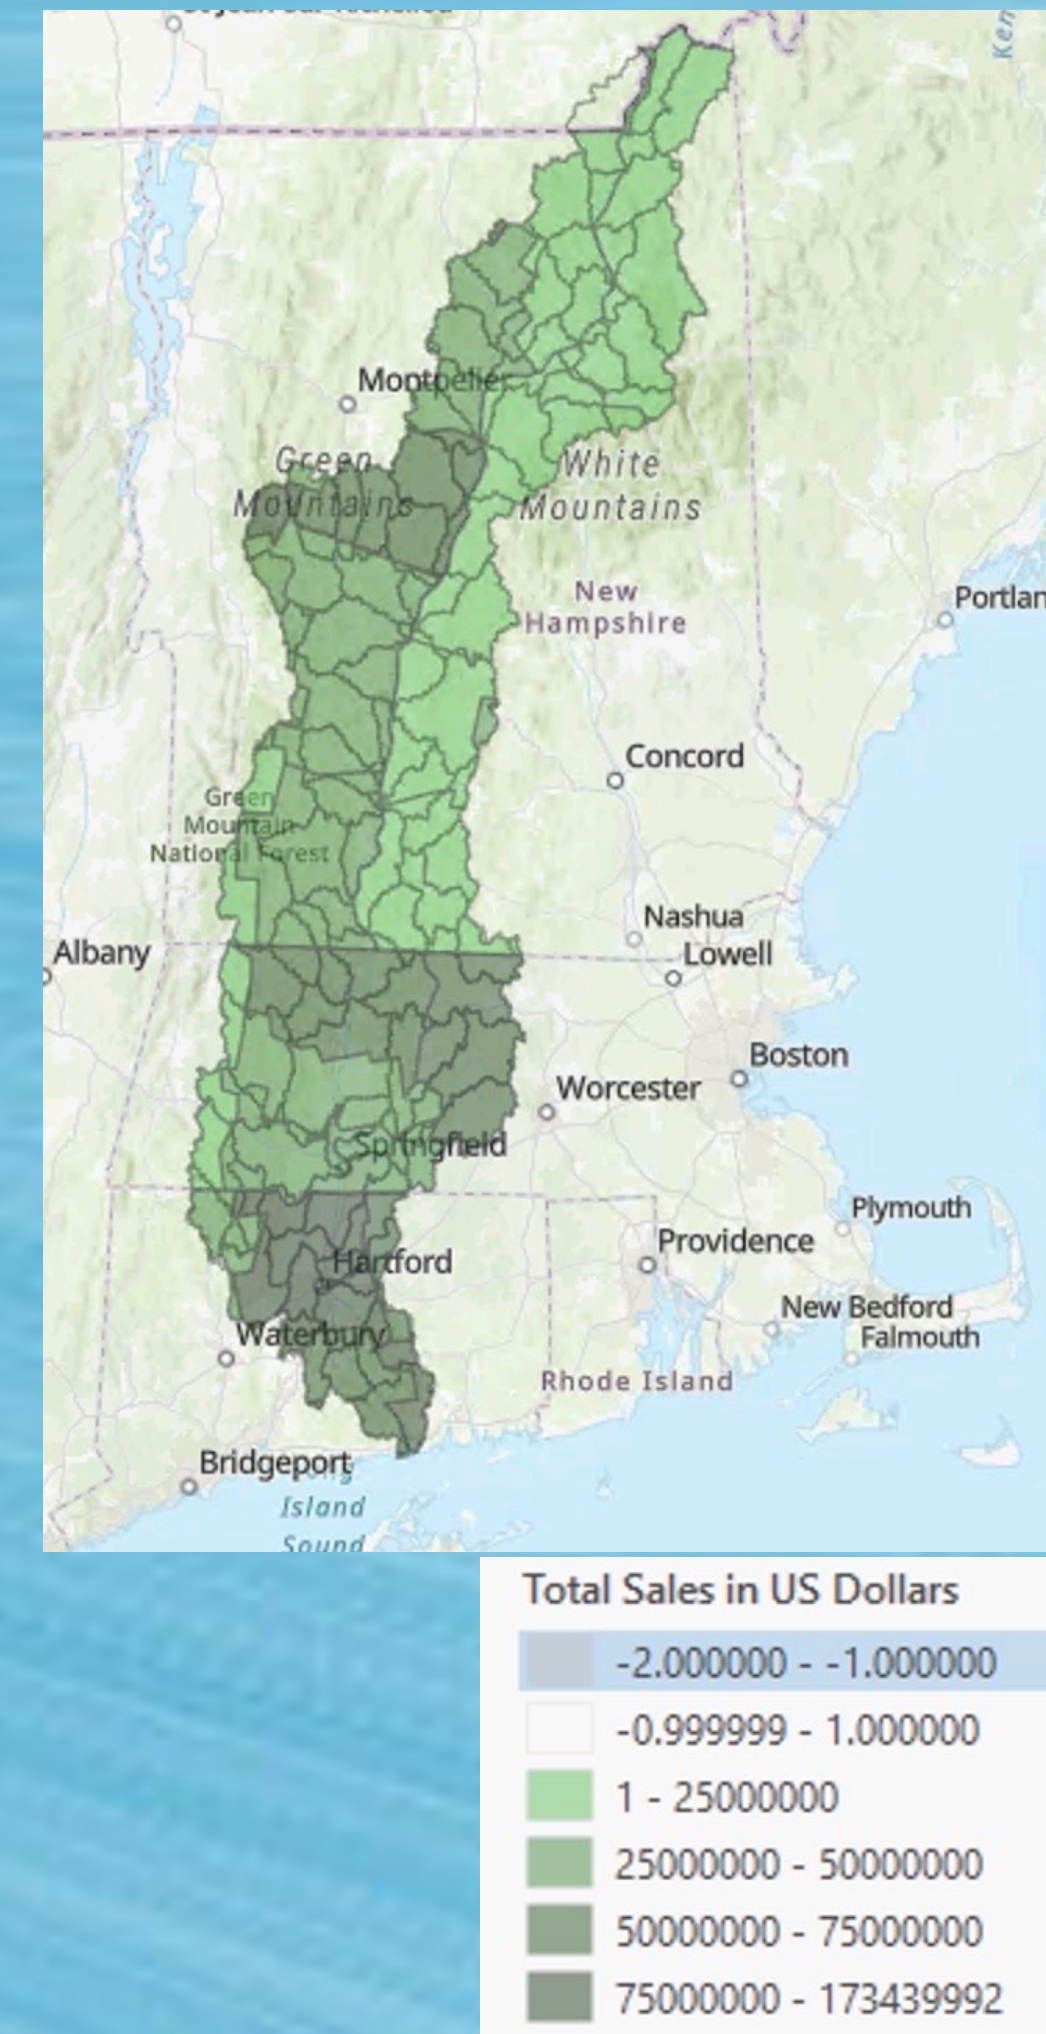 Ken
Montpelier
Green
Mountains
White
Mountains
New
Hampshire
Portlan
Concord
Green
Mountain
National Forest
Nashua
Albany
Lowell
Boston
Worcester
Springfield
Plymouth
Providence
Hartford
New Bedford
Waterbury
Falmouth
Rhode Island
Bridgeport
Island
Sound
Total Sales in US Dollars
-2.000000 - -1.000000
-0.999999 - 1.000000
1 - 25000000
25000000 - 50000000
50000000 - 75000000
75000000 - 173439992